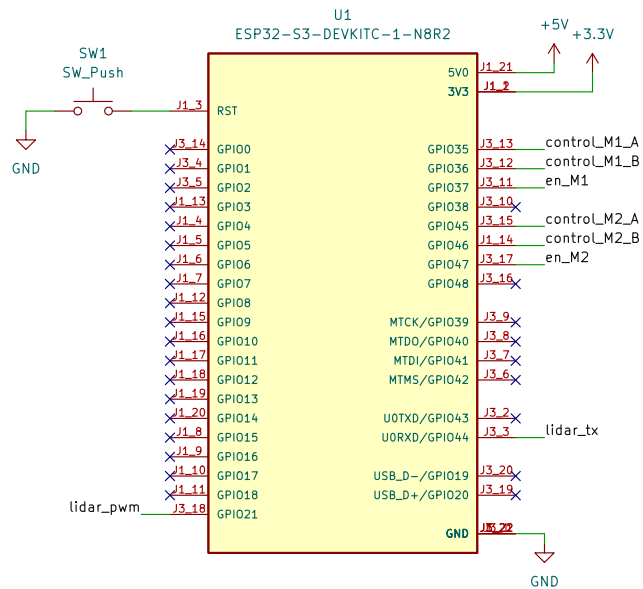 U1
ESP32-S3-DEVKITC-1-N8R2
+5V
+3.3V
SW1
SW_Push
GND
J1_3 RST
J3_14 GPIO0
J3_4 GPIO1
J3_5 GPIO2
J1_13 GPIO3
J1_4 GPIO4
J1_5 GPIO5
J1_6 GPIO6
J1_7 GPIO7
J1_12 GPIO8
J1_15 GPIO9
J1_16 GPIO10
J1_17 GPIO11
J1_18 GPIO12
J1_19 GPIO13
J1_20 GPIO14
J1_8 GPIO15
J1_9 GPIO16
J1_10 GPIO17
J1_11 GPIO18
lidar_pwm J3_18 GPIO21
5V0 J1_21
3V3
GPIO35 J3_13 control_M1_A
GPIO36 J3_12 control_M1_B
GPIO37 J3_11 en_M1
GPIO38 J3_10
GPIO45 J3_15 control_M2_A
GPIO46 J1_14 control_M2_B
GPIO47 J3_17 en_M2
GPIO48 J3_16
MTCK/GPIO39 J3_9
MTDO/GPIO40 J3_8
MTDI/GPIO41 J3_7
MTMS/GPIO42 J3_6
U0TXD/GPIO43 J3_2
U0RXD/GPIO44 J3_3 lidar_tx
USB_D-/GPIO19 J3_20
USB_D+/GPIO20 J3_19
GND
GND